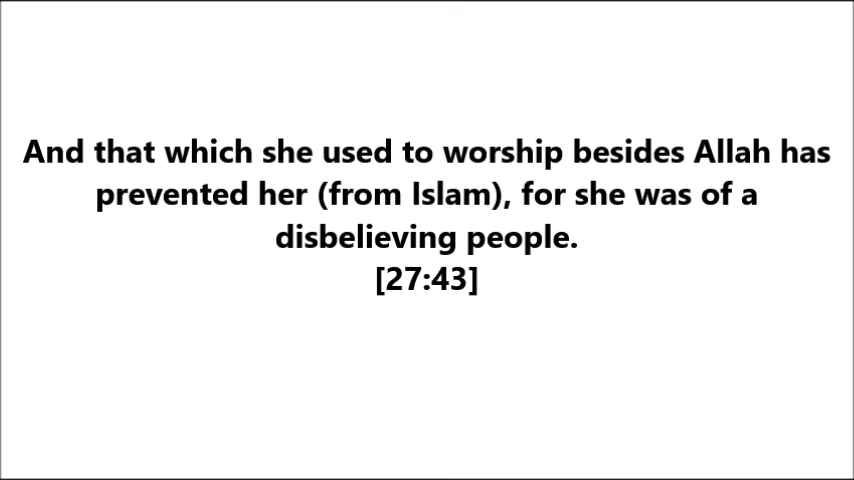 And that which she used to worship besides Allah has
prevented her (from Islam), for she was of a
disbelieving people.
[27:43]